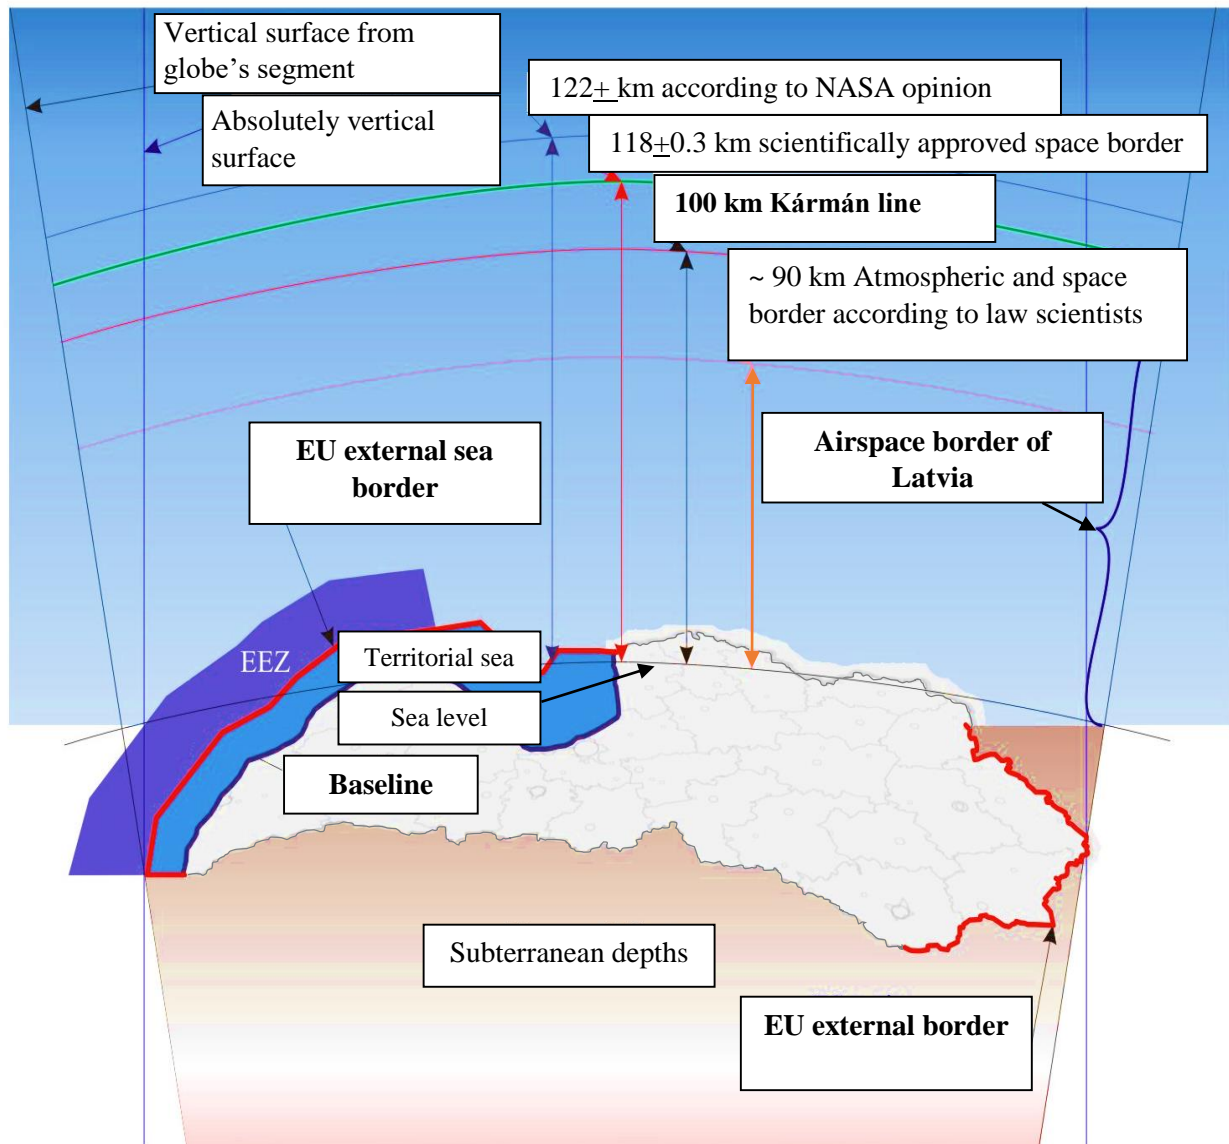 Vertical surface from
globe’s segment
Absolutely vertical
surface
122± km according to NASA opinion
118±0.3 km scientifically approved space border
100 km Kármán line
~ 90 km Atmospheric and space
border according to law scientists
EU external sea
border
Airspace border of
Latvia
EEZ
Territorial sea
Sea level
Baseline
Subterranean depths
EU external border